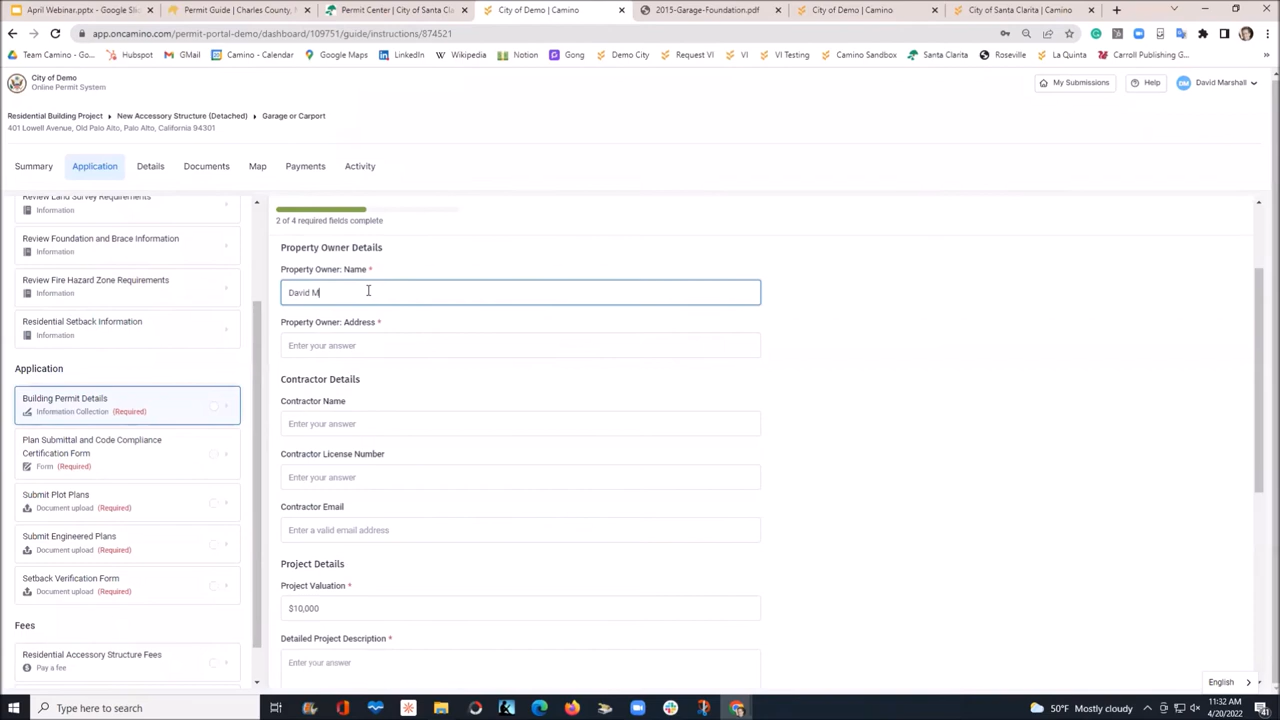 April Webinar.pptx - Google Slid
Permit Guide | Charles County, M
Permit Center | City of Santa Cla
City of Demo | Camino
2015-Garage-Foundation.pdf
City of Demo | Camino
City of Santa Clarita | Camino
app.oncamino.com/permit-portal-demo/dashboard/109751/guide/instructions/874521
Team Camino - Go...
Hubspot
GMail
Camino - Calendar
Google Maps
LinkedIn
Wikipedia
Notion
Gong
Demo City
Request VI
VI
VI Testing
Camino Sandbox
Santa Clarita
Roseville
La Quinta
Carroll Publishing G...
City of Demo
Online Permit System
My Submissions
Help
DM
David Marshall
Residential Building Project
New Accessory Structure (Detached)
Garage or Carport
401 Lowell Avenue, Old Palo Alto, Palo Alto, California 94301
Summary
Application
Details
Documents
Map
Payments
Activity
Review Land Survey Requirements
Information
Review Foundation and Brace Information
Information
Review Fire Hazard Zone Requirements
Information
Residential Setback Information
Information
Application
Building Permit Details
Information Collection (Required)
Plan Submittal and Code Compliance
Certification Form
Form (Required)
Submit Plot Plans
Document upload (Required)
Submit Engineered Plans
Document upload (Required)
Setback Verification Form
Document upload (Required)
Fees
Residential Accessory Structure Fees
Pay a fee
2 of 4 required fields complete
Property Owner Details
Property Owner: Name *
David M
Property Owner: Address *
Enter your answer
Contractor Details
Contractor Name
Enter your answer
Contractor License Number
Enter your answer
Contractor Email
Enter a valid email address
Project Details
Project Valuation *
$10,000
Detailed Project Description *
Enter your answer
English
Type here to search
50°F Mostly cloudy
11:32 AM
4/20/2022